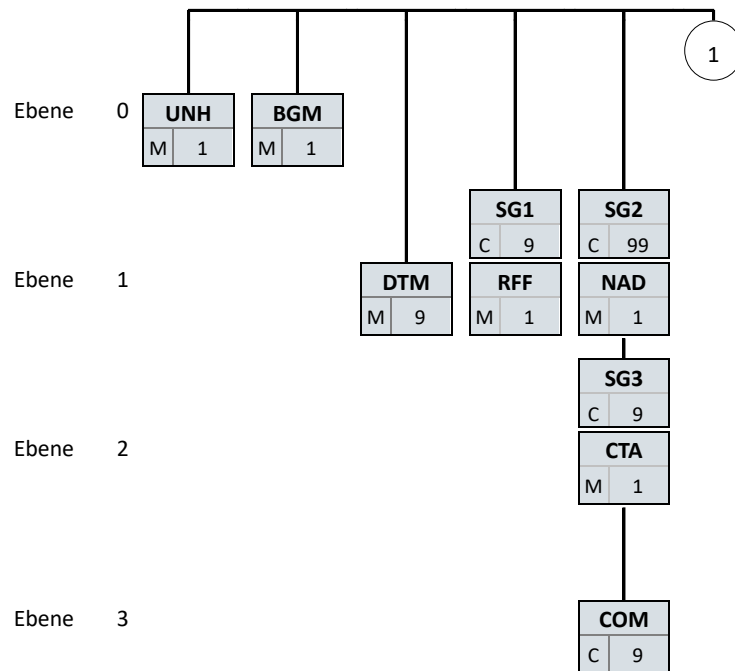 1
Ebene 0 UNH BGM
M 1 M 1
SG1 SG2
C 9 C 99
Ebene 1 DTM RFF NAD
M 9 M 1 M 1
SG3
C 9
Ebene 2 CTA
M 1
Ebene 3 COM
C 9